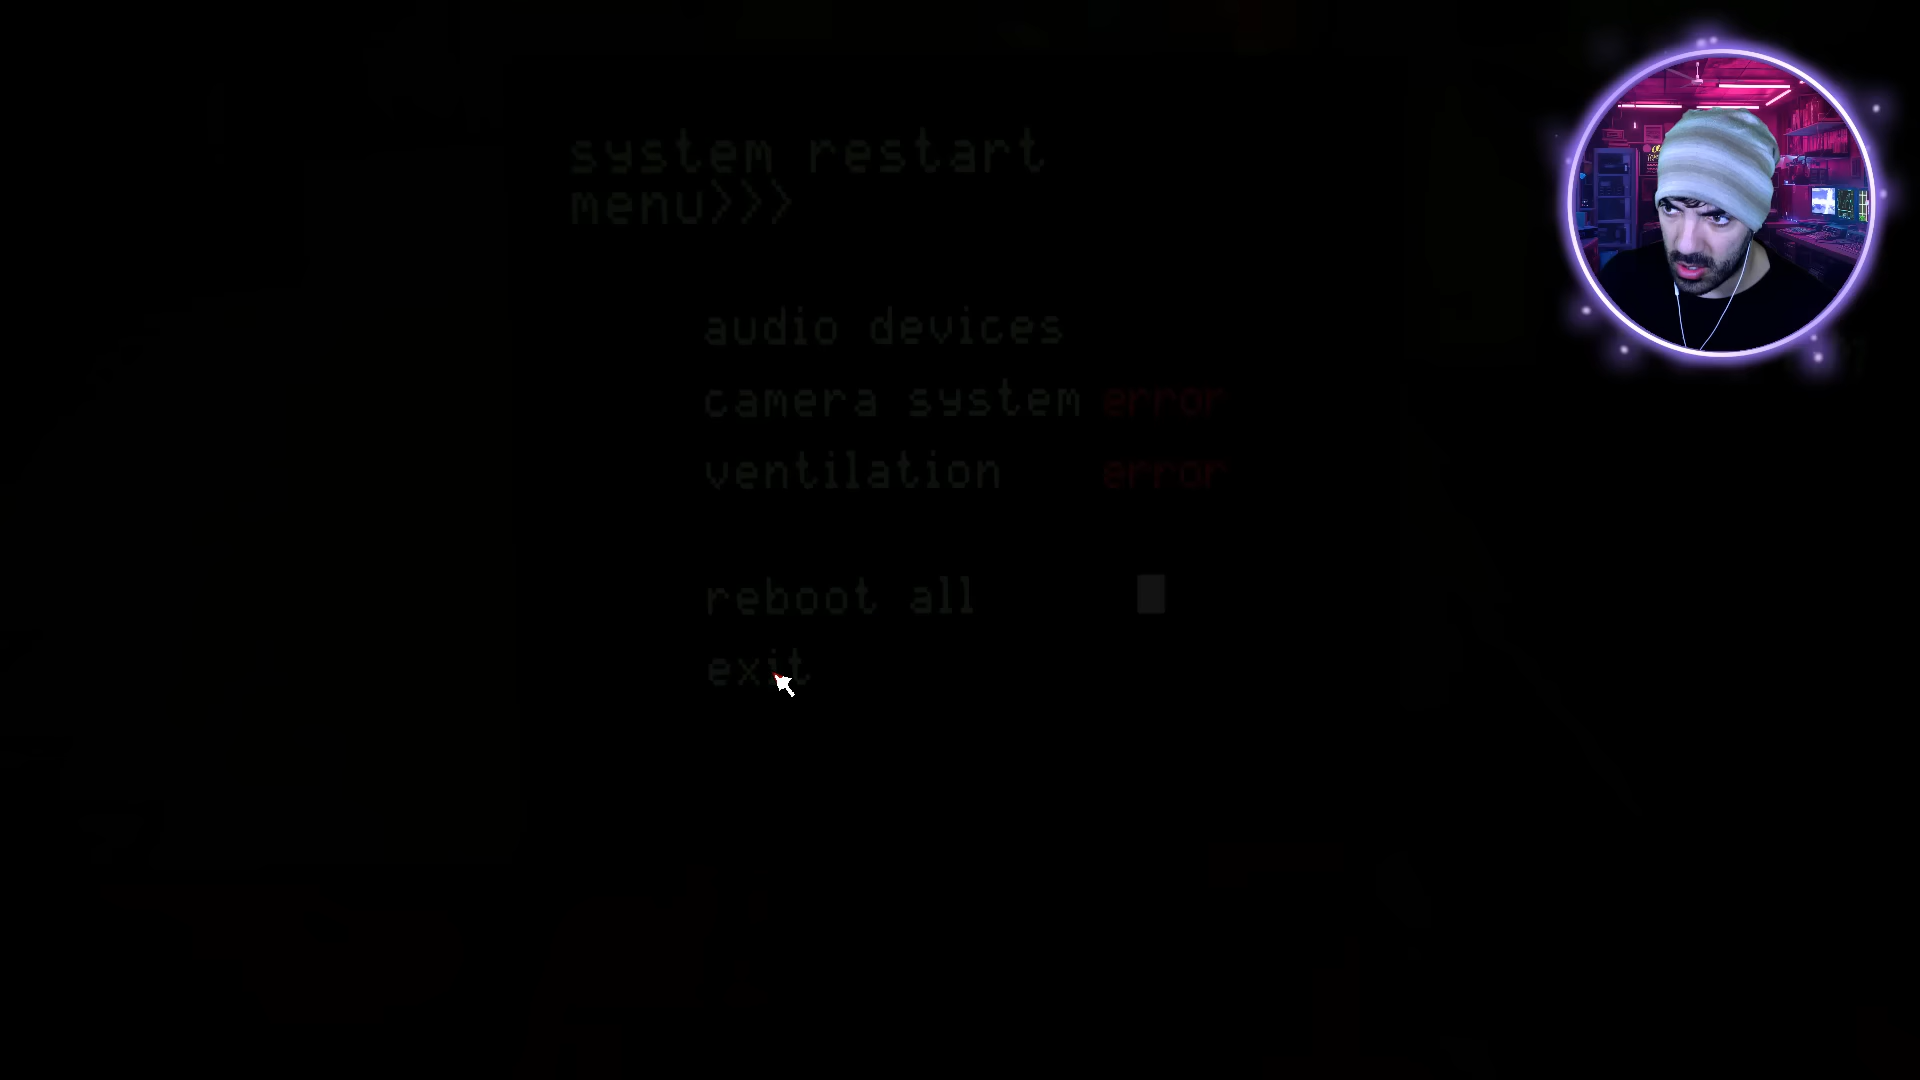 system restart
menu>>>
audio devices
camera system error
ventilation error
reboot all
exit